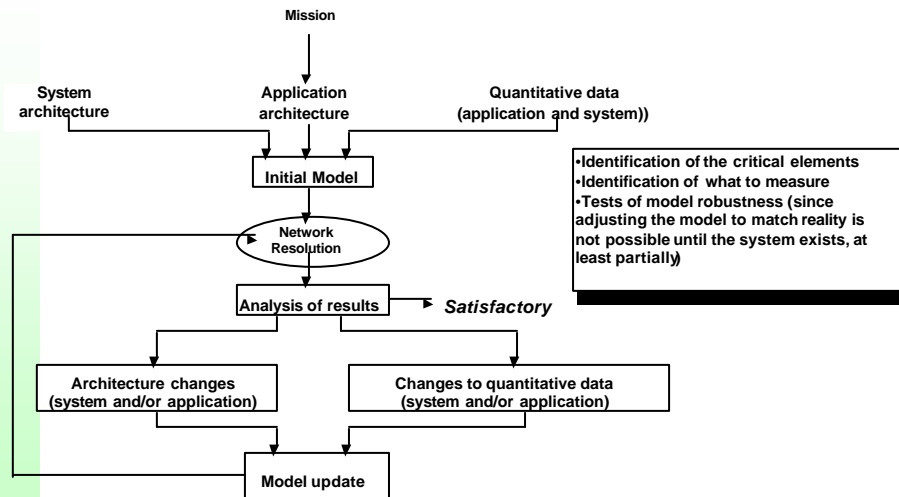 Mission
System
architecture
Application
architecture
Quantitative data
(application and system))
Initial Model
•Identification of the critical elements
•Identification of what to measure
•Tests of model robustness (since
adjusting the model to match reality is
not possible until the system exists, at
least partially)
Network
Resolution
Analysis of results
Satisfactory
Architecture changes
(system and/or application)
Changes to quantitative data
(system and/or application)
Model update